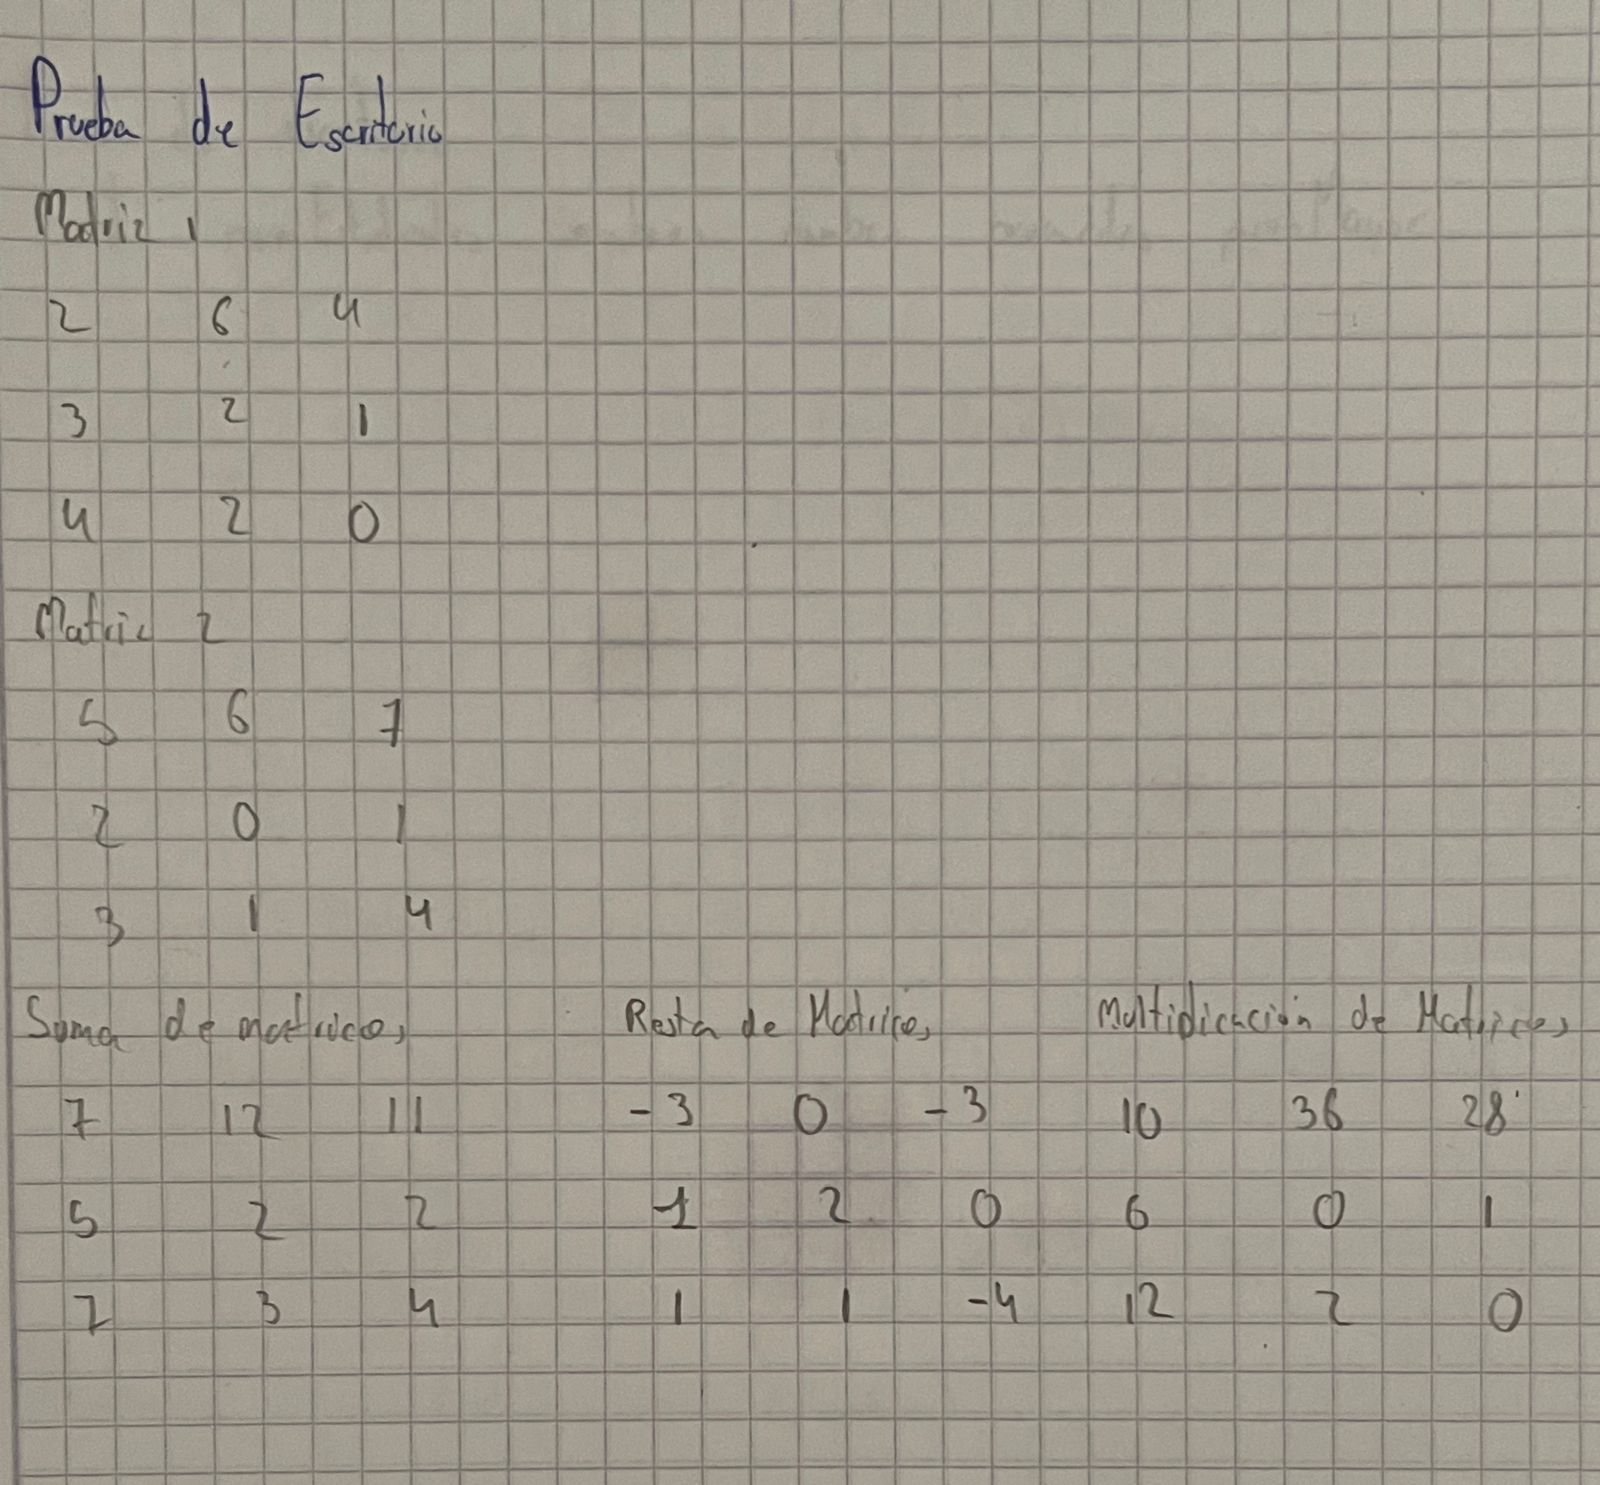 Prueba de Escritorio
Matriz 1
2 6 4
3 2 1
4 2 0
Matriz 2
5 6 7
2 0 1
3 1 4
Suma de matrices Resta de Matrices Multiplicación de Matrices
7 12 11 -3 0 -3 10 36 28
5 2 2 1 2 0 6 0 1
7 3 4 1 1 -4 12 2 0